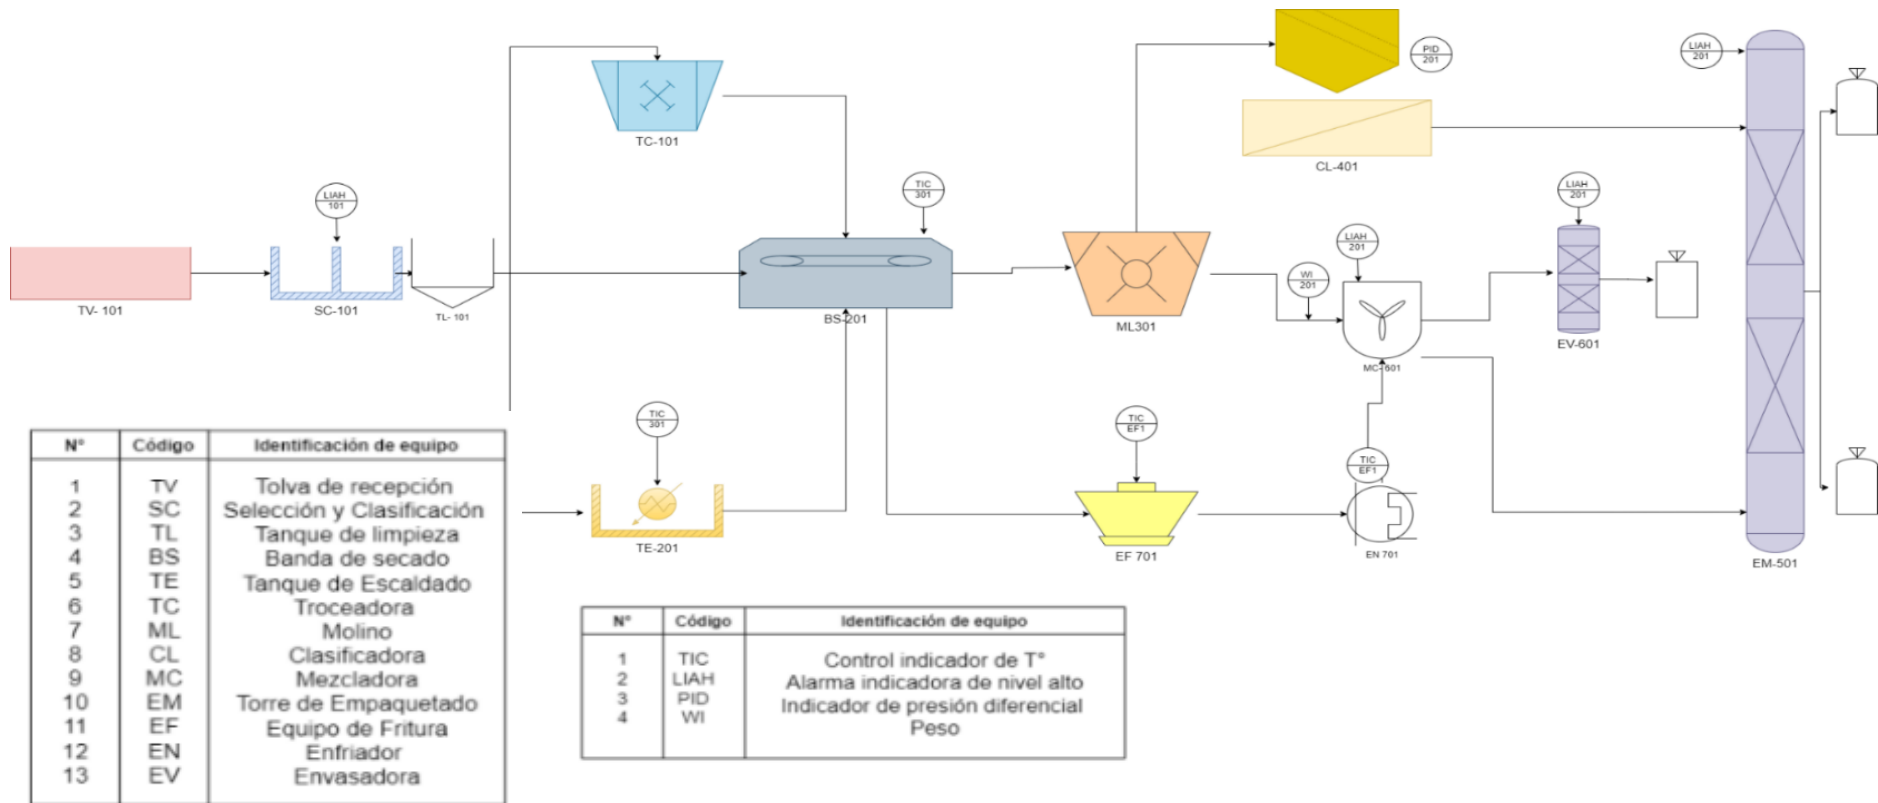 PID
201
LIAH
201
TC-101
CL-401
LIAH
101
TIC
301
LIAH
201
LIAH
201
WI
201
TV- 101
SC-101
TL- 101
BS-201
ML301
MC- 601
EV-601
TIC
301
TIC
EF1
TIC
EF1
TE-201
EF 701
EN 701
EM-501
N° Código Identificación de equipo
1 TV Tolva de recepción
2 SC Selección y Clasificación
3 TL Tanque de limpieza
4 BS Banda de secado
5 TE Tanque de Escaldado
6 TC Troceadora
7 ML Molino
8 CL Clasificadora
9 MC Mezcladora
10 EM Torre de Empaquetado
11 EF Equipo de Fritura
12 EN Enfriador
13 EV Envasadora
N° Código Identificación de equipo
1 TIC Control indicador de T°
2 LIAH Alarma indicadora de nivel alto
3 PID Indicador de presión diferencial
4 WI Peso